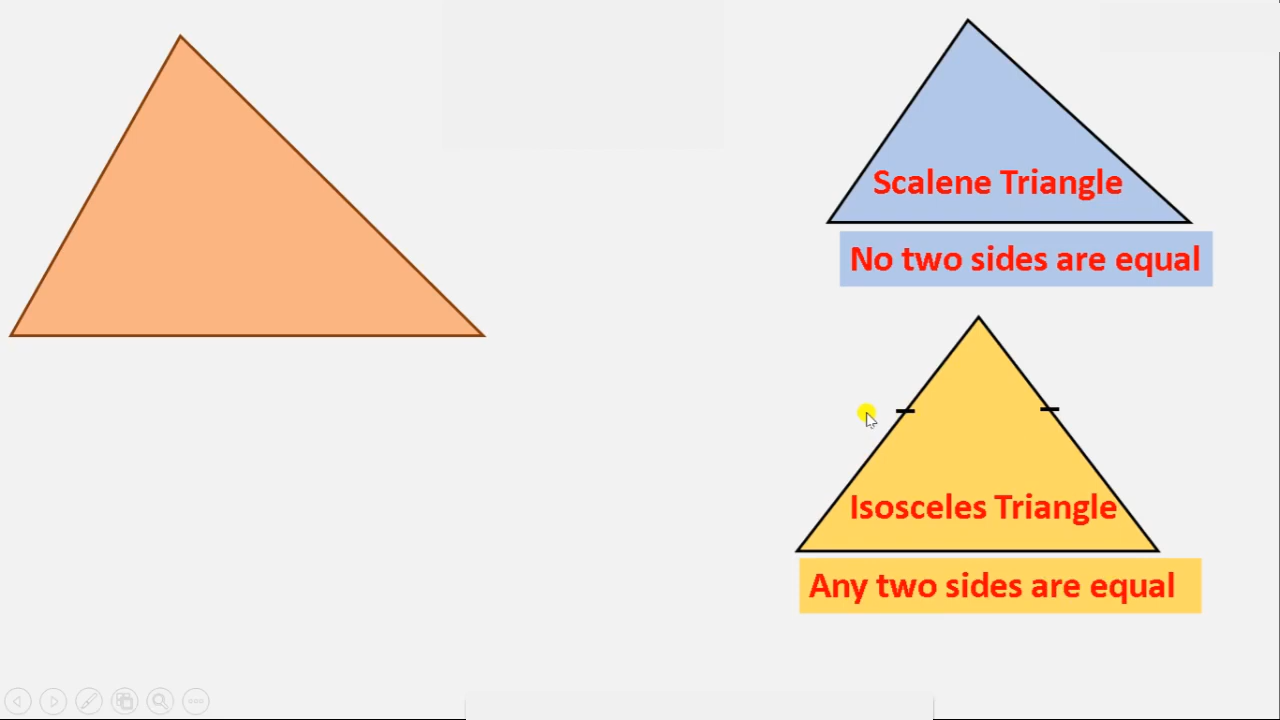 Scalene Triangle
No two sides are equal
Isosceles Triangle
Any two sides are equal